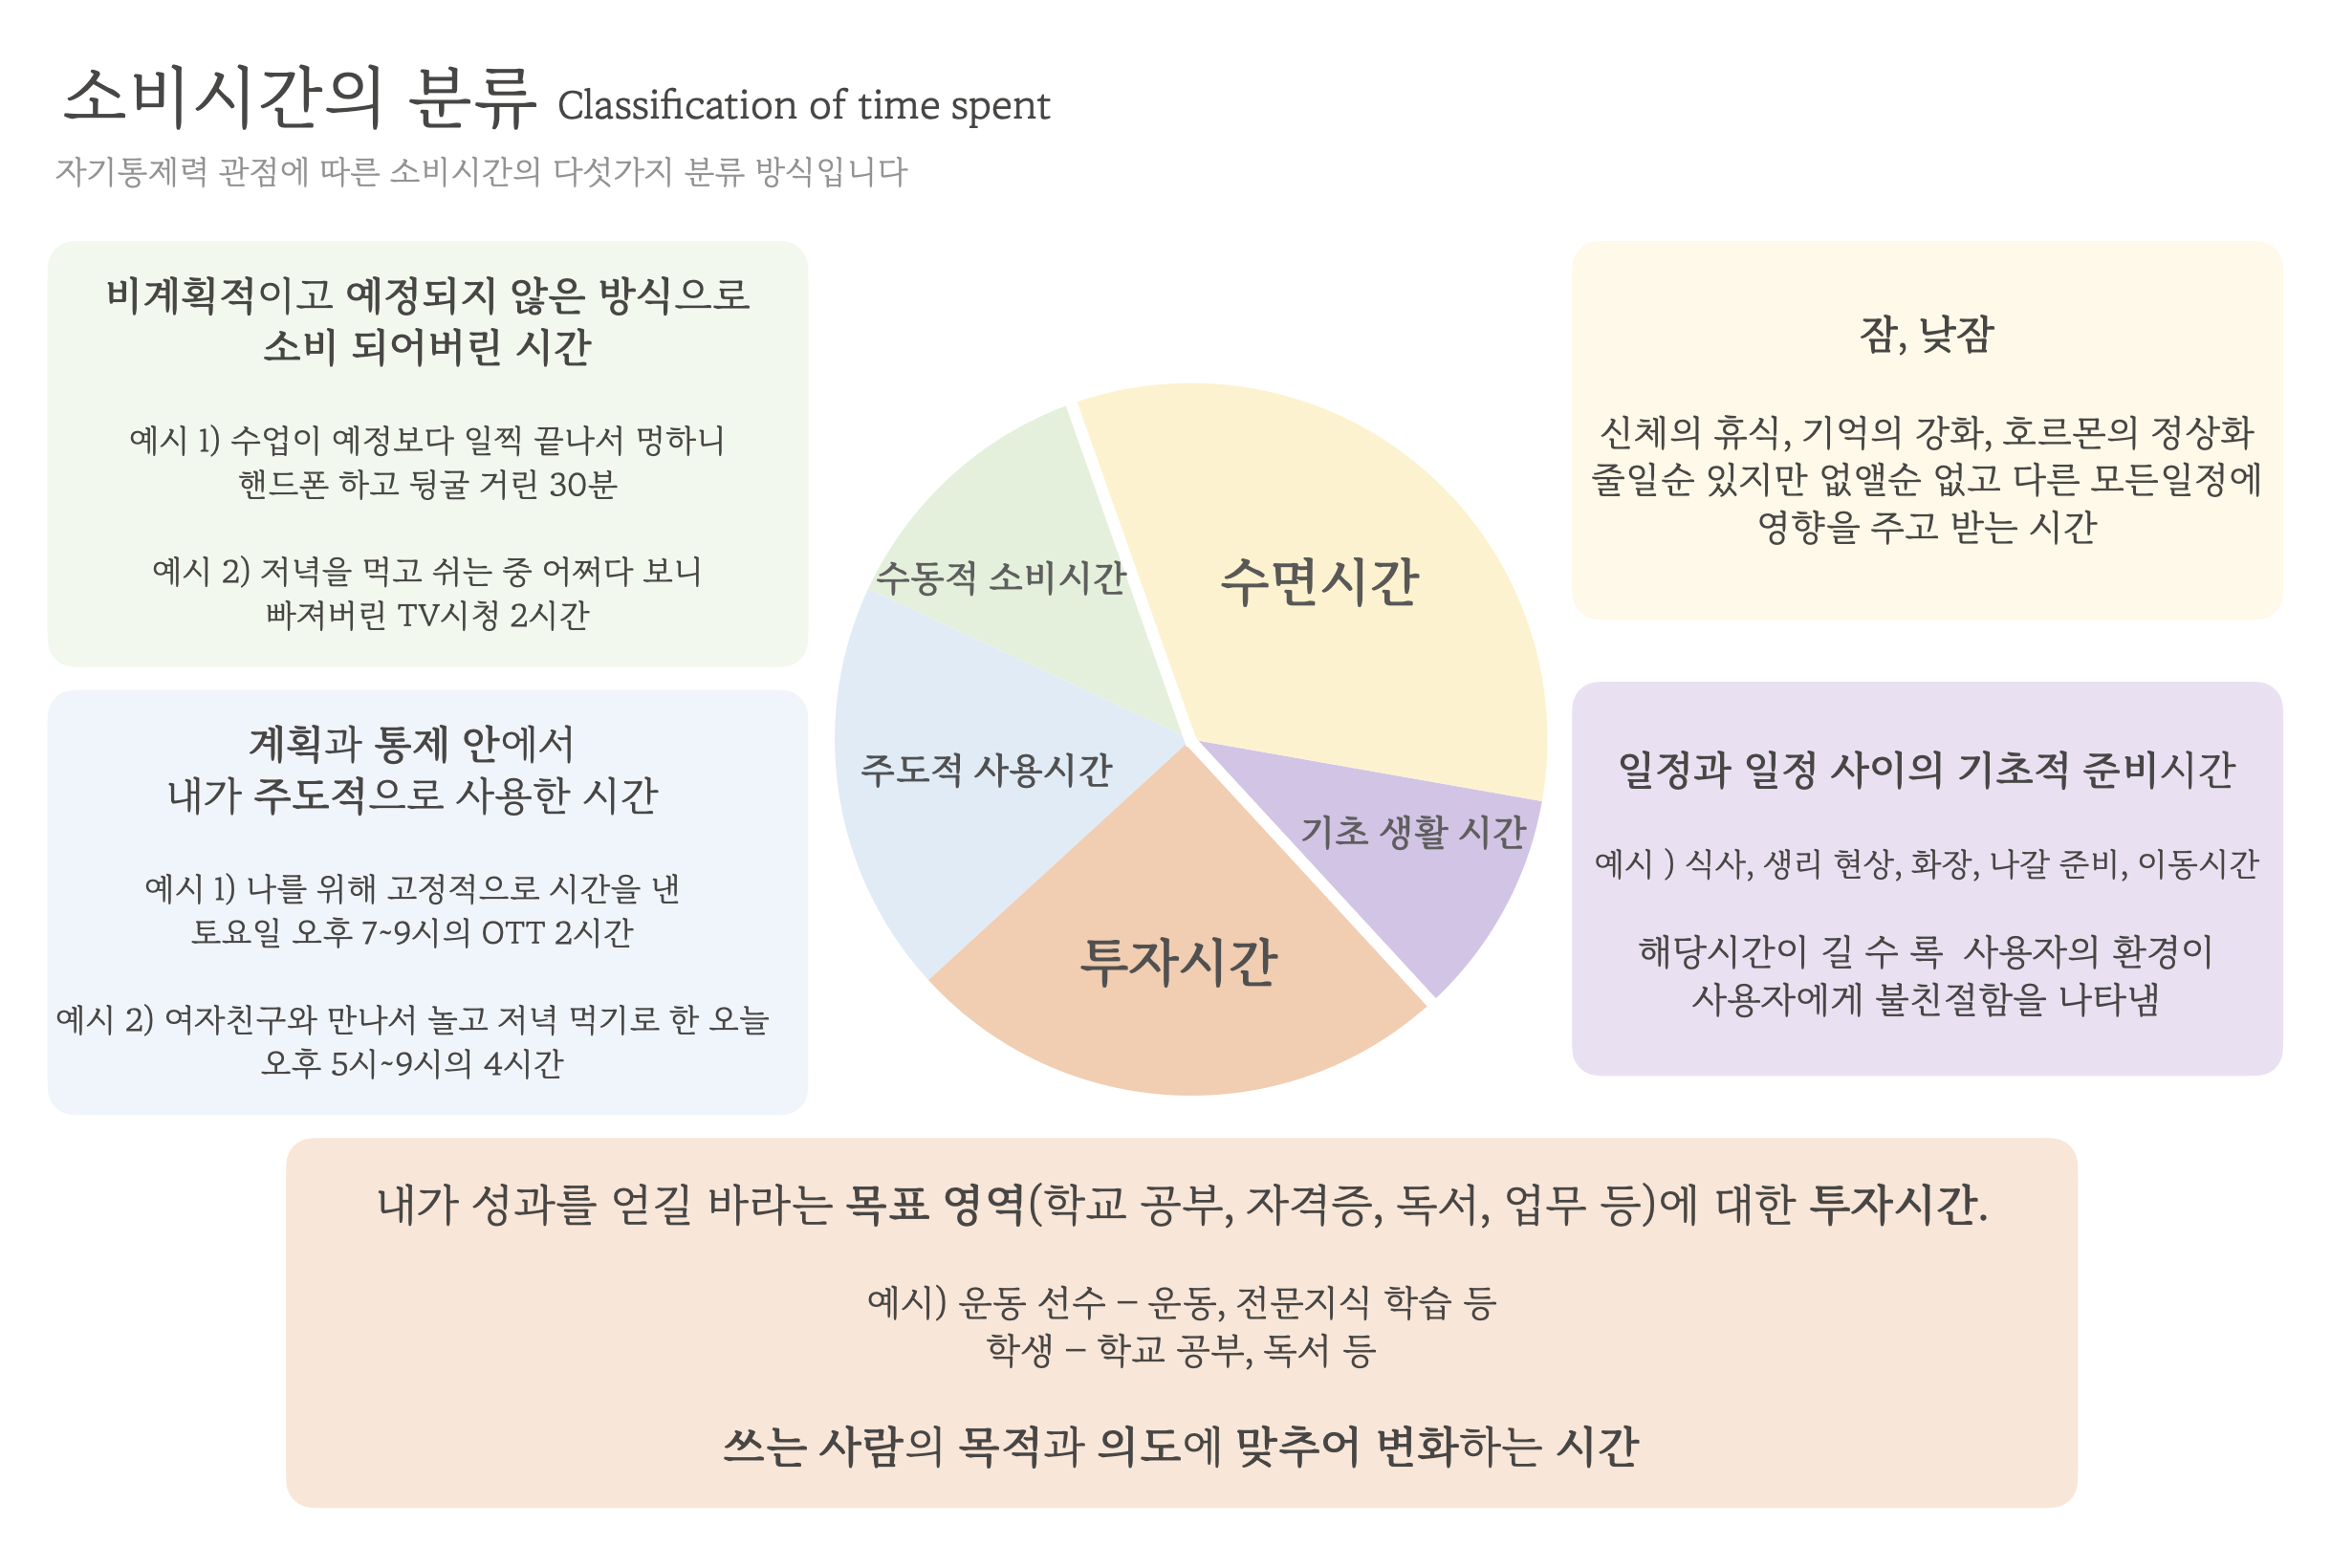 소비시간의 분류 Classification of time spent
자기통제력 관점에 따른 소비시간의 다섯가지 분류 방식입니다
비계획적이고 예정되지 않은 방식으로
소비 되어버린 시간
예시 1) 수업이 예정보다 일찍 끝나서 멍하니
핸드폰 하고 뒹굴 거린 30분
예시 2) 저녁을 먹고 쉬는 중 어쩌다 보니
빠져버린 TV시청 2시간
계획과 통제 안에서
내가 주도적으로 사용한 시간
예시 1) 나를 위해 고정적으로 시간을 낸
토요일 오후 7~9시의 OTT 2시간
예시 2) 여자친구와 만나서 놀고 저녁 먹기로 한 오늘
오후 5시~9시의 4시간
수동적 소비시간
수면시간
주도적 사용시간
기초 생활 시간
투자시간
잠, 낮잠
신체의 휴식, 기억의 강화, 호르몬의 정상화
줄일순 있지만 없앨순 없고 다른 모든일정에
영향을 주고 받는 시간
일정과 일정 사이의 기초적 준비시간
예시 ) 식사, 생리 현상, 화장, 나갈 준비, 이동시간
해당시간이 길 수 록 사용자의 환경이
사용자에게 불친절함을 나타냄
내가 성과를 얻길 바라는 목표 영역(학교 공부, 자격증, 독서, 업무 등)에 대한 투자시간.
예시) 운동 선수 – 운동, 전문지식 학습 등
학생 – 학교 공부, 독서 등
쓰는 사람의 목적과 의도에 맞추어 변화하는 시간